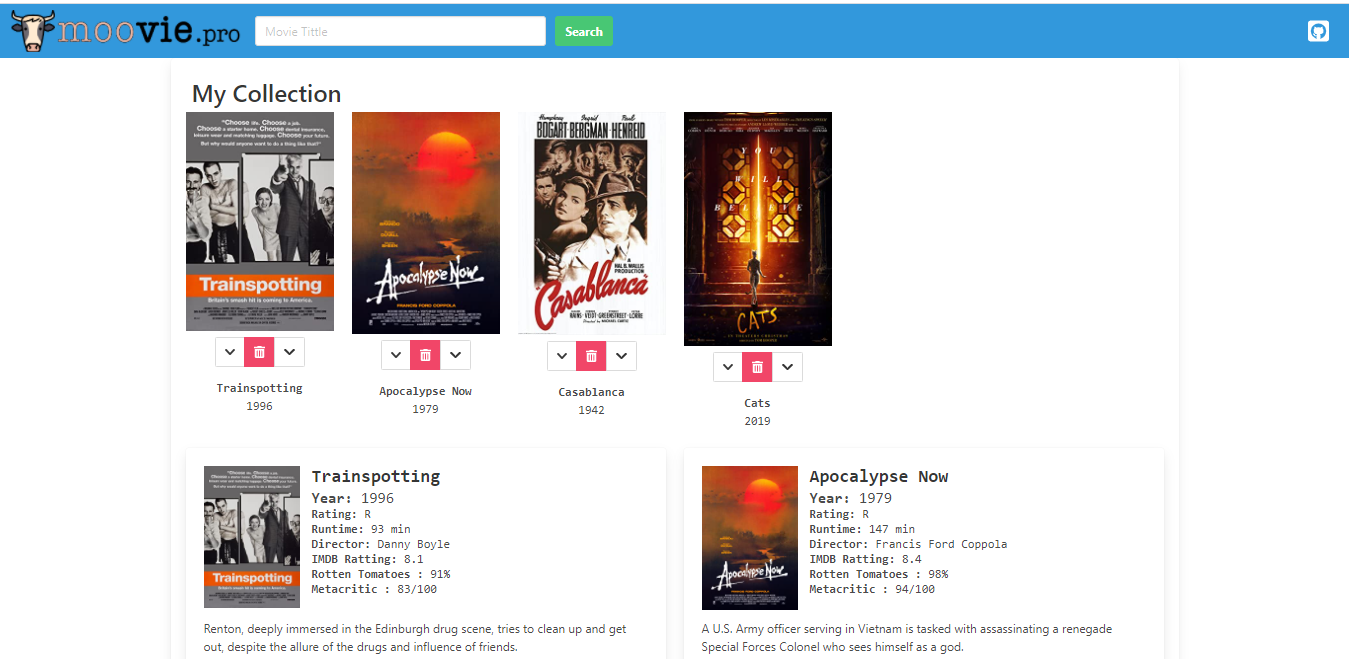 moovie.pro
Movie Tittle
Search
My Collection
"Choose life. Choose a job.
Choose a starter home. Choose dental insurance,
leisure wear and matching luggage. Choose your future.
But why would anyone want to do a thing like that?"
Trainspotting
Britain's smash hit is coming to America.
Apocalypse Now
FRANCIS FORD COPPOLA
Humphrey Ingrid Paul
BOGART·BERGMAN·HENREID
A
HAL B. WALLIS
PRODUCTION
Casablanca
YOU
WILL
BELIEVE
CATS
Trainspotting
1996
Apocalypse Now
1979
Casablanca
1942
Cats
2019
Trainspotting
Trainspotting
Year: 1996
Rating: R
Runtime: 93 min
Director: Danny Boyle
IMDB Ratting: 8.1
Rotten Tomatoes : 91%
Metacritic : 83/100
Renton, deeply immersed in the Edinburgh drug scene, tries to clean up and get
out, despite the allure of the drugs and influence of friends.
Apocalypse Now
Apocalypse Now
Year: 1979
Rating: R
Runtime: 147 min
Director: Francis Ford Coppola
IMDB Ratting: 8.4
Rotten Tomatoes : 98%
Metacritic : 94/100
A U.S. Army officer serving in Vietnam is tasked with assassinating a renegade
Special Forces Colonel who sees himself as a god.